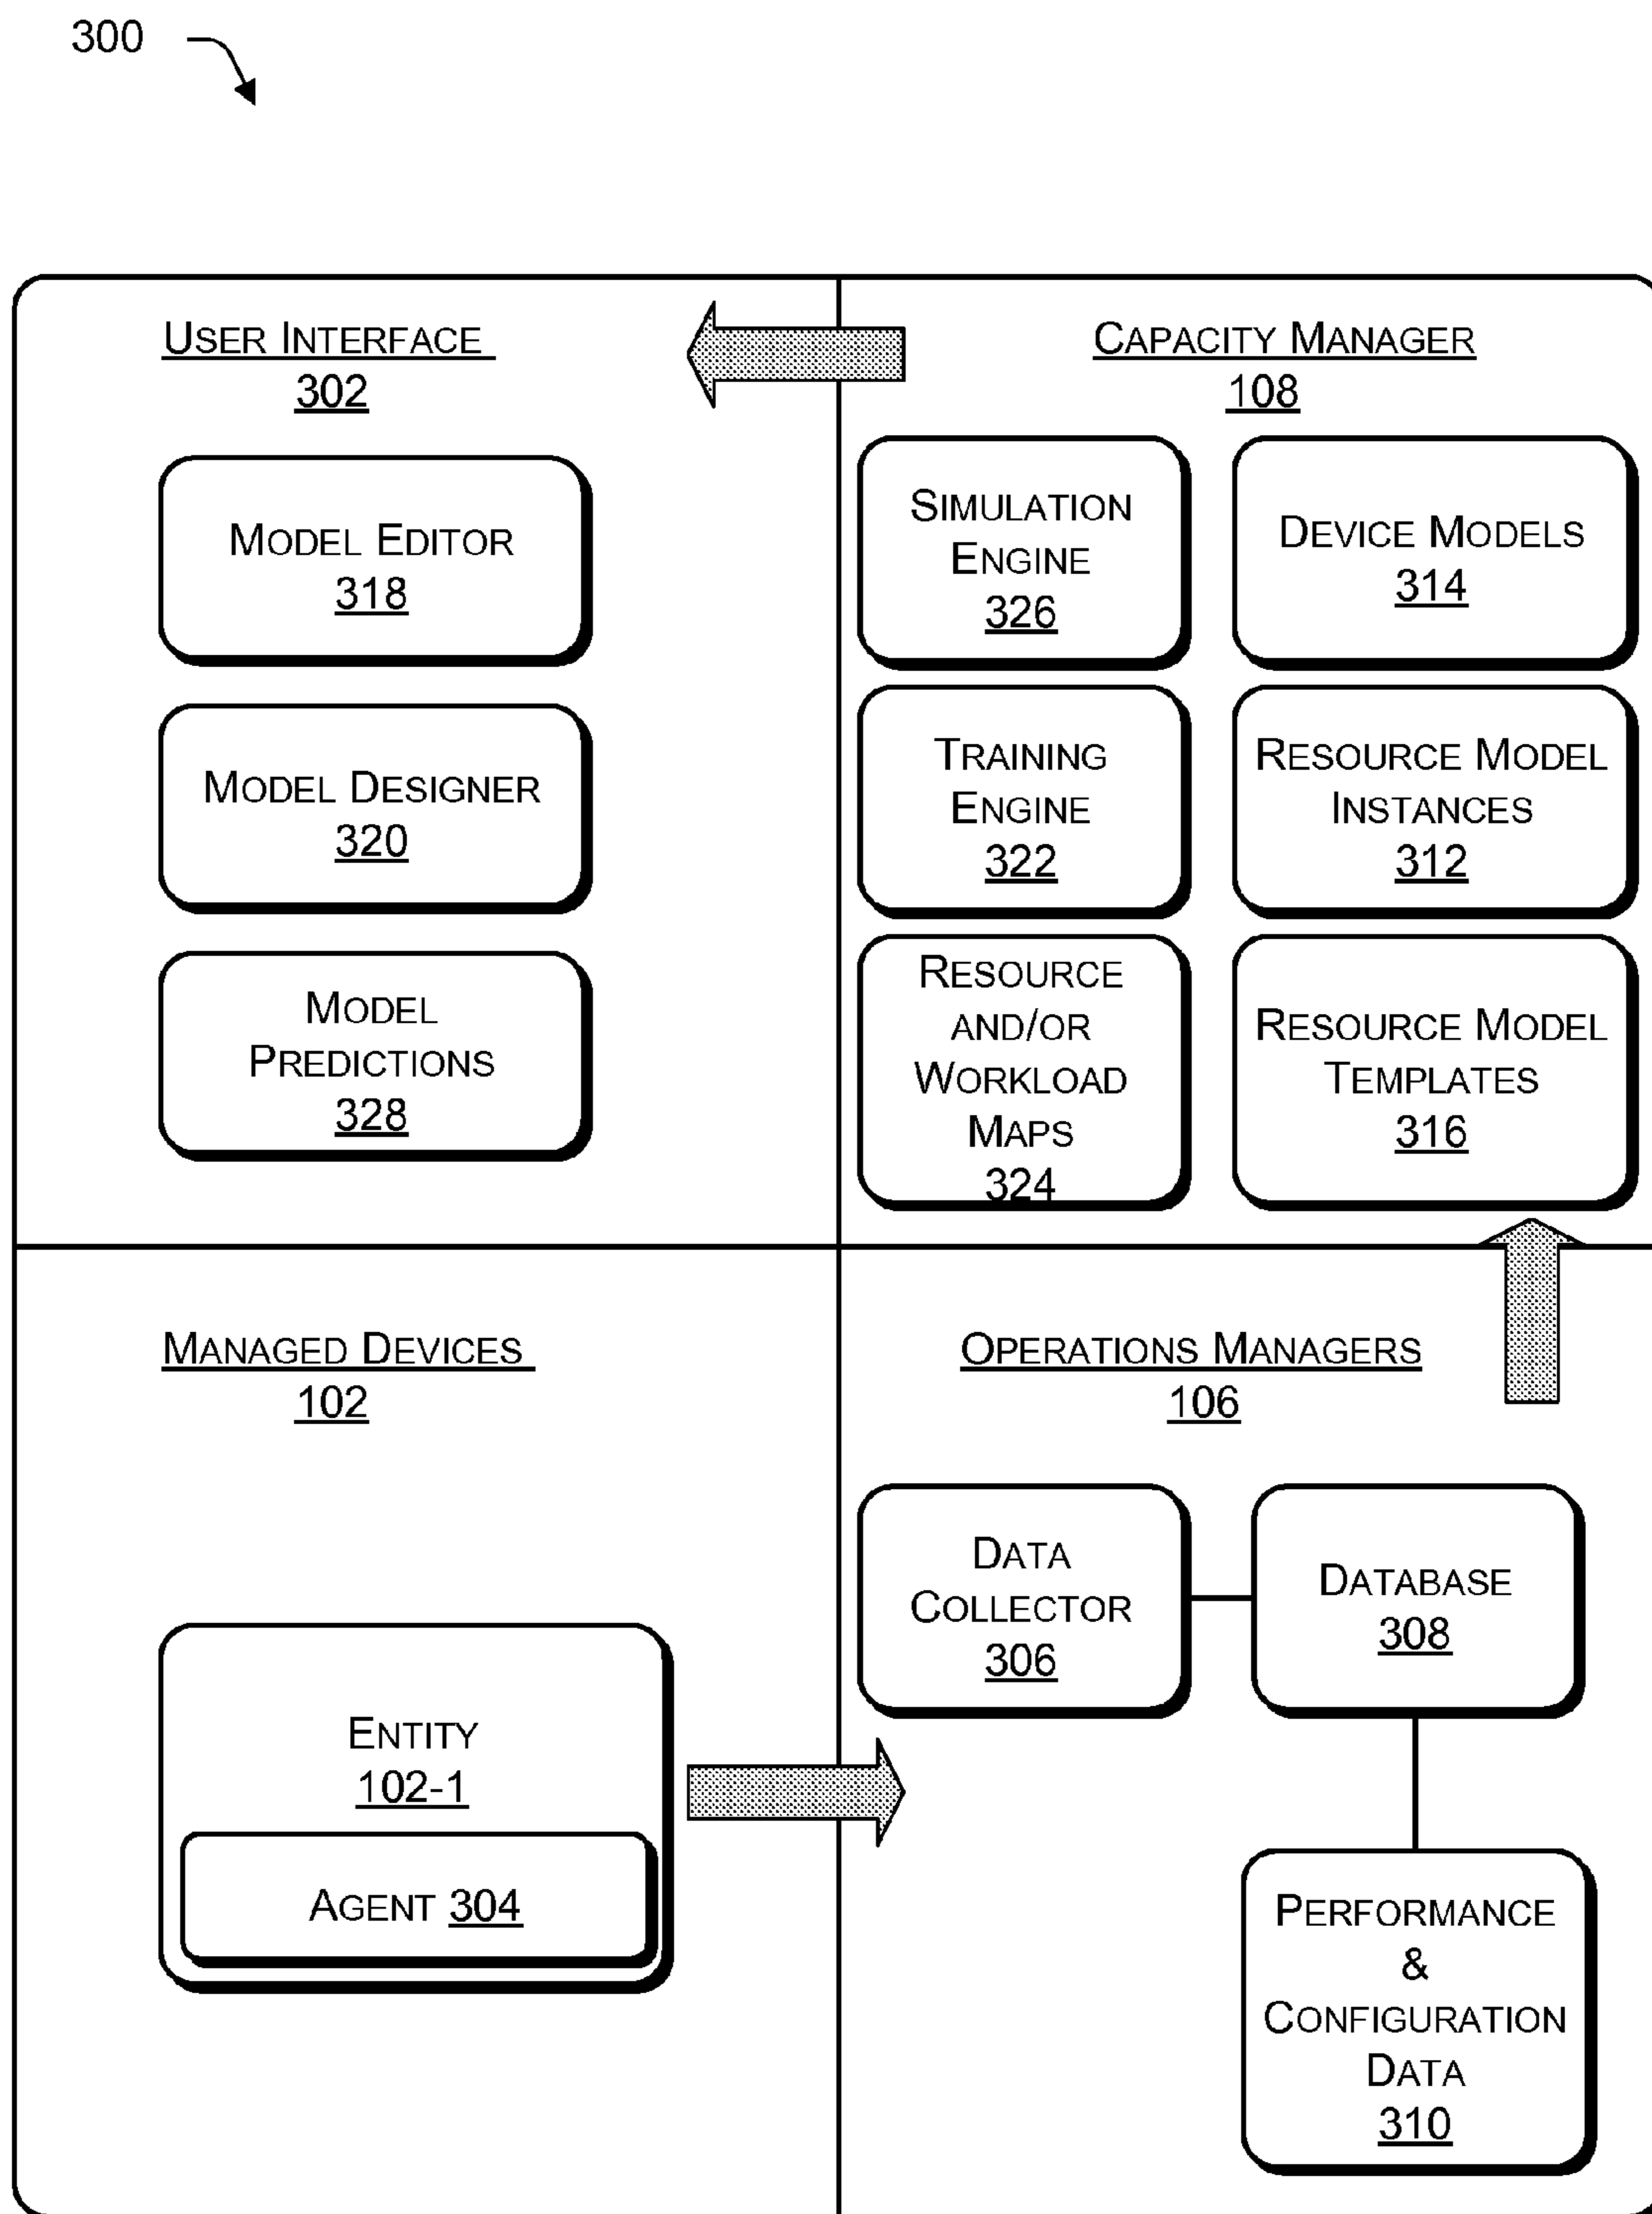 300
USER INTERFACE
302
MODEL EDITOR
318
MODEL DESIGNER
320
MODEL
PREDICTIONS
328
CAPACITY MANAGER
108
SIMULATION
ENGINE
326
DEVICE MODELS
314
TRAINING
ENGINE
322
RESOURCE MODEL
INSTANCES
312
RESOURCE
AND/OR
WORKLOAD
MAPS
324
RESOURCE MODEL
TEMPLATES
316
MANAGED DEVICES
102
ENTITY
102-1
AGENT 304
OPERATIONS MANAGERS
106
DATA
COLLECTOR
306
DATABASE
308
PERFORMANCE
&
CONFIGURATION
DATA
310